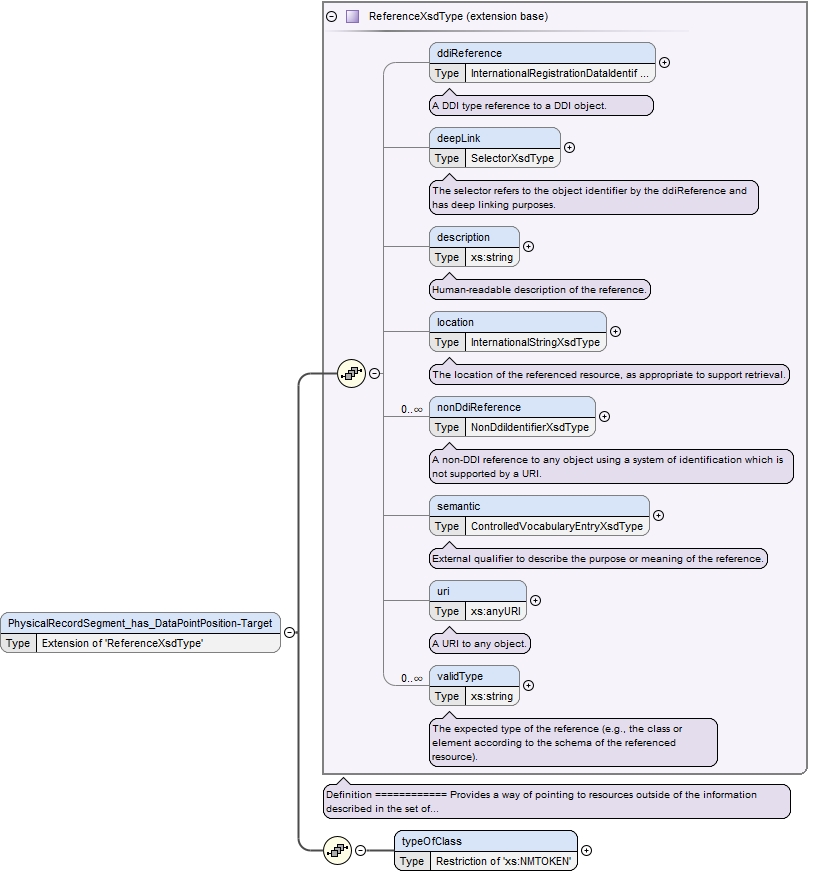 ReferenceXsdType (extension base)
ddiReference
Type InternationalRegistrationDataIdentif ...
A DDI type reference to a DDI object.
deepLink
Type SelectorXsdType
The selector refers to the object identifier by the ddiReference and
has deep linking purposes.
description
Type xs:string
Human-readable description of the reference.
location
Type InternationalStringXsdType
The location of the referenced resource, as appropriate to support retrieval.
0..∞
nonDdiReference
Type NonDdiIdentifierXsdType
A non-DDI reference to any object using a system of identification which is
not supported by a URI.
semantic
Type ControlledVocabularyEntryXsdType
External qualifier to describe the purpose or meaning of the reference.
uri
Type xs:anyURI
A URI to any object.
0..∞
validType
Type xs:string
The expected type of the reference (e.g., the class or
element according to the schema of the referenced
resource).
PhysicalRecordSegment_has_DataPointPosition-Target
Type Extension of 'ReferenceXsdType'
Definition ============ Provides a way of pointing to resources outside of the information
described in the set of...
typeOfClass
Type Restriction of 'xs:NMTOKEN'